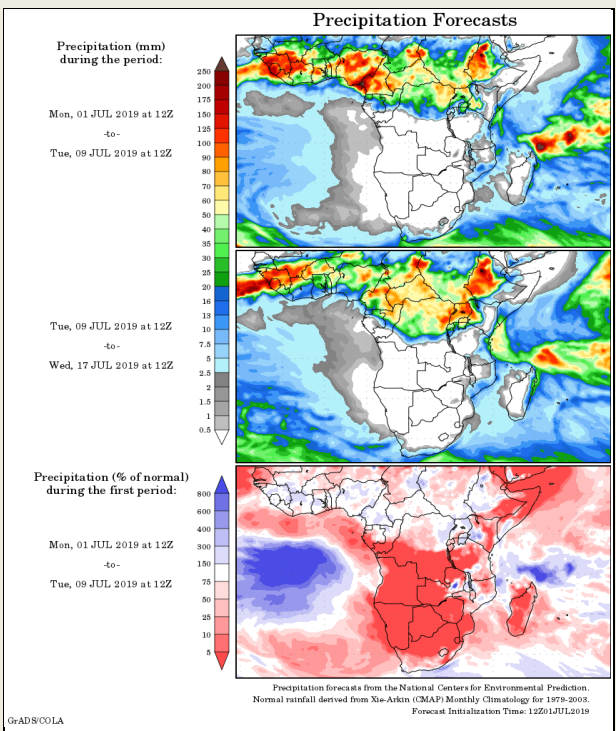 Precipitation Forecasts
Precipitation (mm)
during the period:
Mon, 01 JUL 2019 at 12Z
-to-
Tue, 09 JUL 2019 at 12Z
250
200
175
150
125
100
90
80
70
60
50
40
35
30
25
20
16
13
10
7.5
5
2.5
2
1.5
1
0.5
Tue, 09 JUL 2019 at 12Z
-to-
Wed, 17 JUL 2019 at 12Z
Precipitation (% of normal)
during the first period:
Mon, 01 JUL 2019 at 12Z
-to-
Tue, 09 JUL 2019 at 12Z
800
600
400
300
150
75
50
25
10
5
Precipitation forecasts from the National Centers for Environmental Prediction.
Normal rainfall derived from Xie-Arkin (CMAP) Monthly Climatology for 1979-2003.
Forecast Initialization Time: 12Z01JUL2019
GrADS/COLA